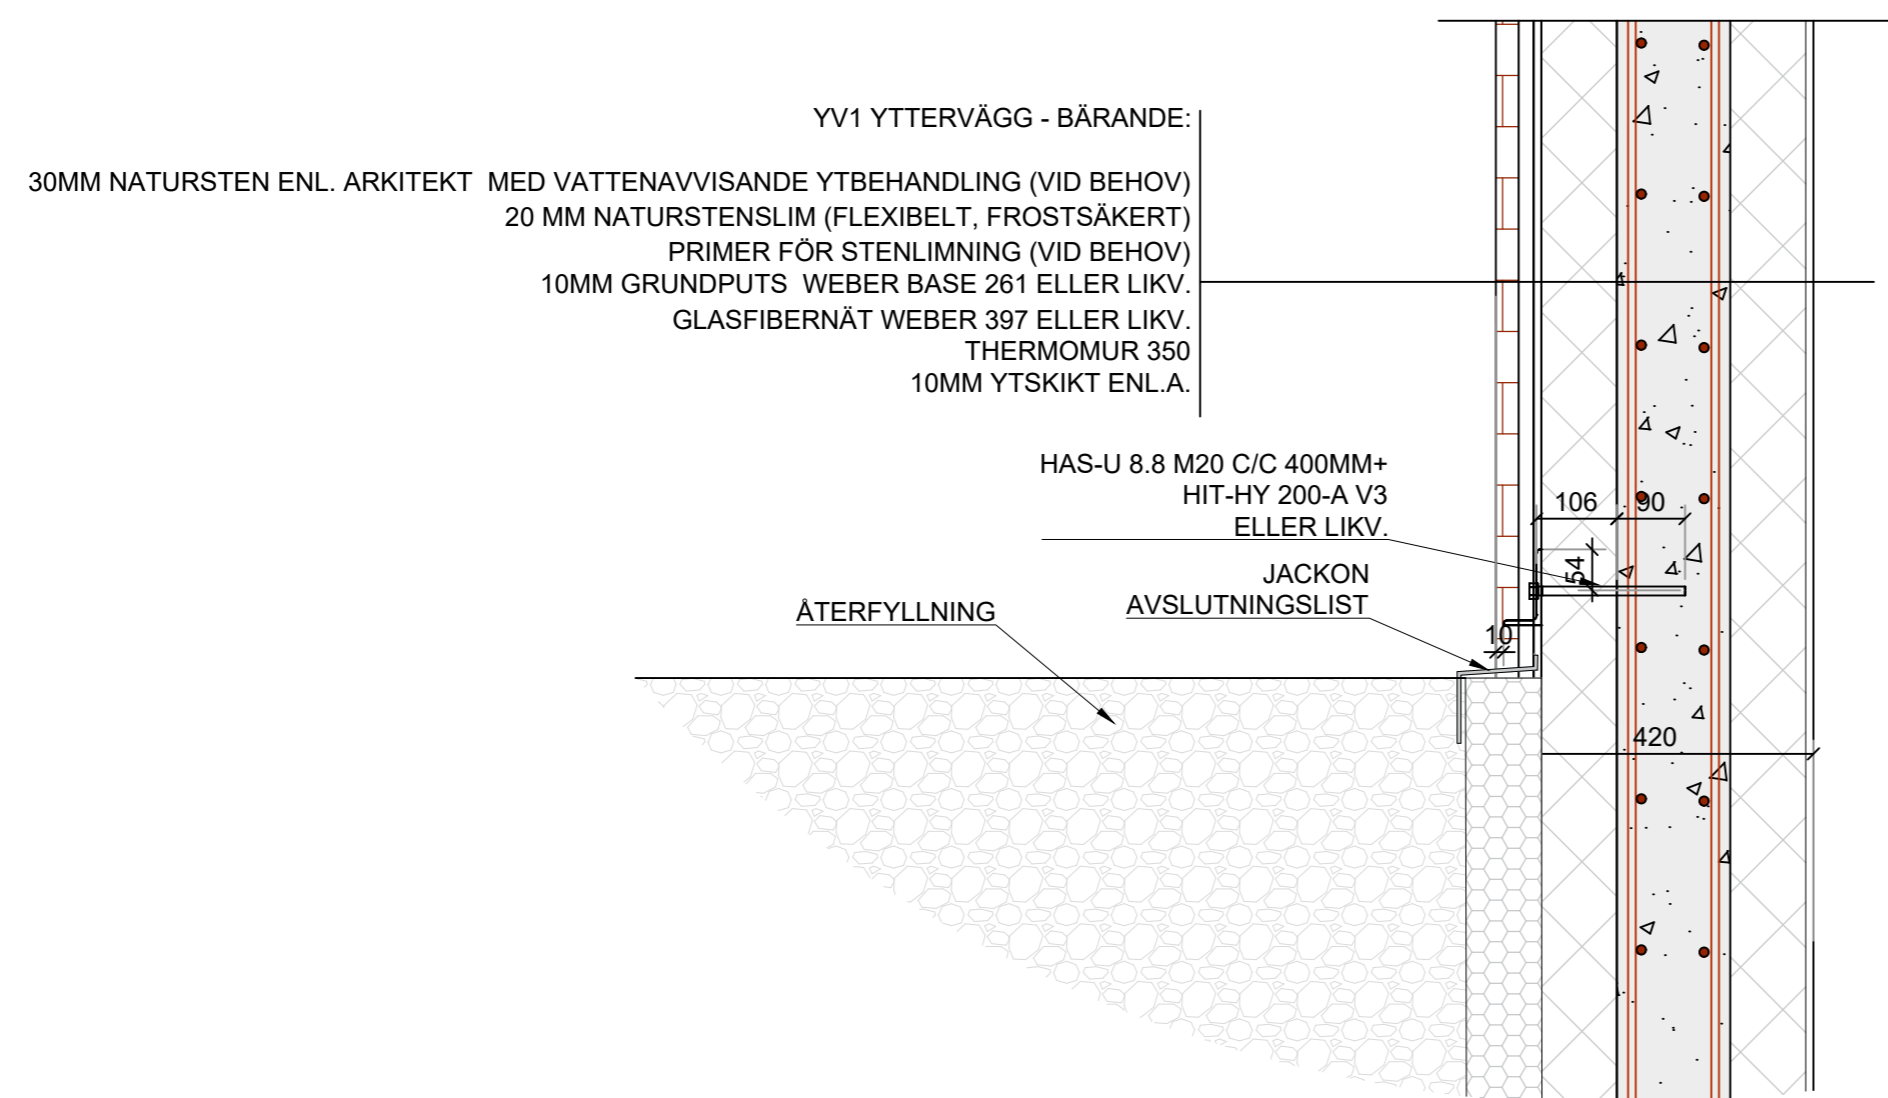 YV1 YTTERVÄGG - BÄRANDE:
30MM NATURSTEN ENL. ARKITEKT  MED VATTENAVVISANDE YTBEHANDLING (VID BEHOV)
20 MM NATURSTENSLIM (FLEXIBELT, FROSTSÄKERT)
PRIMER FÖR STENLIMNING (VID BEHOV)
10MM GRUNDPUTS  WEBER BASE 261 ELLER LIKV.
GLASFIBERNÄT WEBER 397 ELLER LIKV.
THERMOMUR 350
10MM YTSKIKT ENL.A.
HAS-U 8.8 M20 C/C 400MM+
HIT-HY 200-A V3
ELLER LIKV.
106 90
54
JACKON
AVSLUTNINGSLIST
ÅTERFYLLNING
10
420